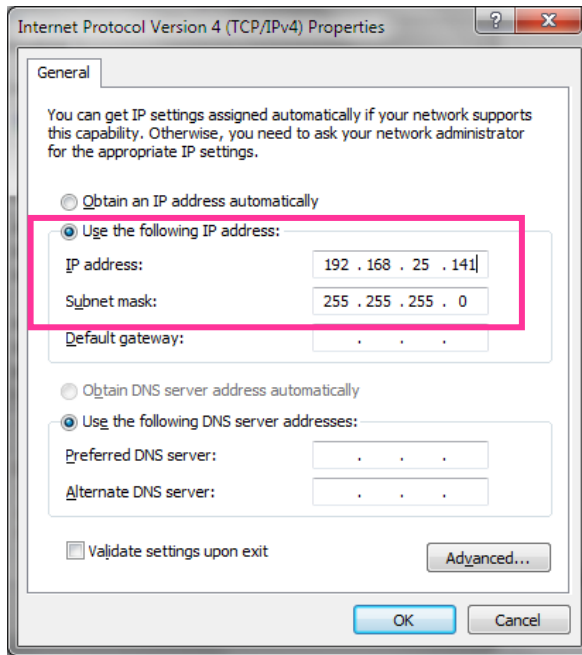 Internet Protocol Version 4 (TCP/IPv4) Properties
?
General
You can get IP settings assigned automatically if your network supports
this capability. Otherwise, you need to ask your network administrator
for the appropriate IP settings.
Obtain an IP address automatically
Use the following IP address:
IP address: 192 . 168 . 25 . 141
Subnet mask: 255 . 255 . 255 . 0
Default gateway: . . .
Obtain DNS server address automatically
Use the following DNS server addresses:
Preferred DNS server: . . .
Alternate DNS server: . . .
Validate settings upon exit
Advanced...
OK Cancel